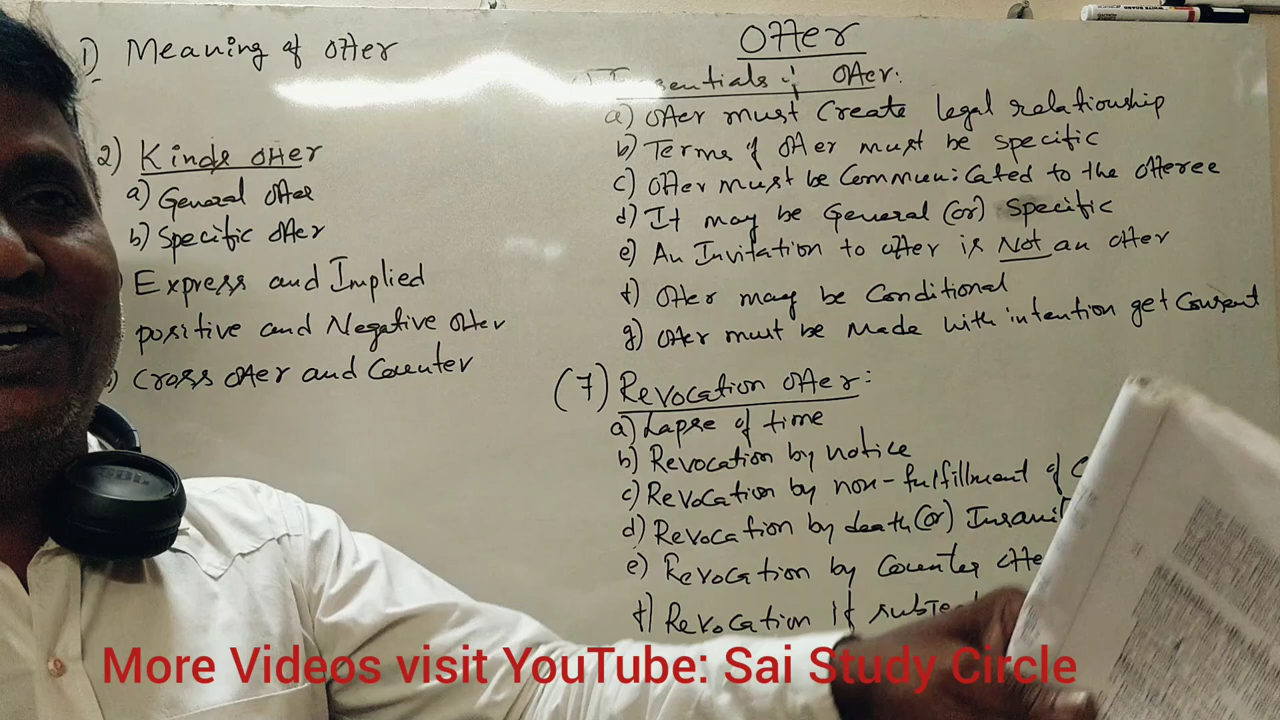 Offer
1) Meaning of offer
2) Kinds offer
a) General offer
b) Specific offer
Express and Implied
positive and Negative offer
Cross offer and Counter
offer:
a) Offer must Create legal relationship
b) Terms of offer must be specific
c) offer must be Communicated to the offeree
d) It may be General (or) Specific
e) An Invitation to offer is Not an offer
f) Offer may be Conditional
g) offer must be Made with intention get Consent
(7) Revocation offer:
a) Lapse of time
b) Revocation by notice
c) Revocation by non-fulfillment of
d) Revocation by death (or)
e) Revocation by Counter
f) Revocation If
More Videos visit YouTube: Sai Study Circle